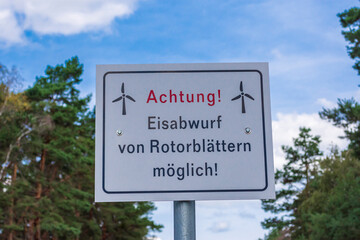 Achtung!
Eisabwurf
von Rotorblättern
möglich!